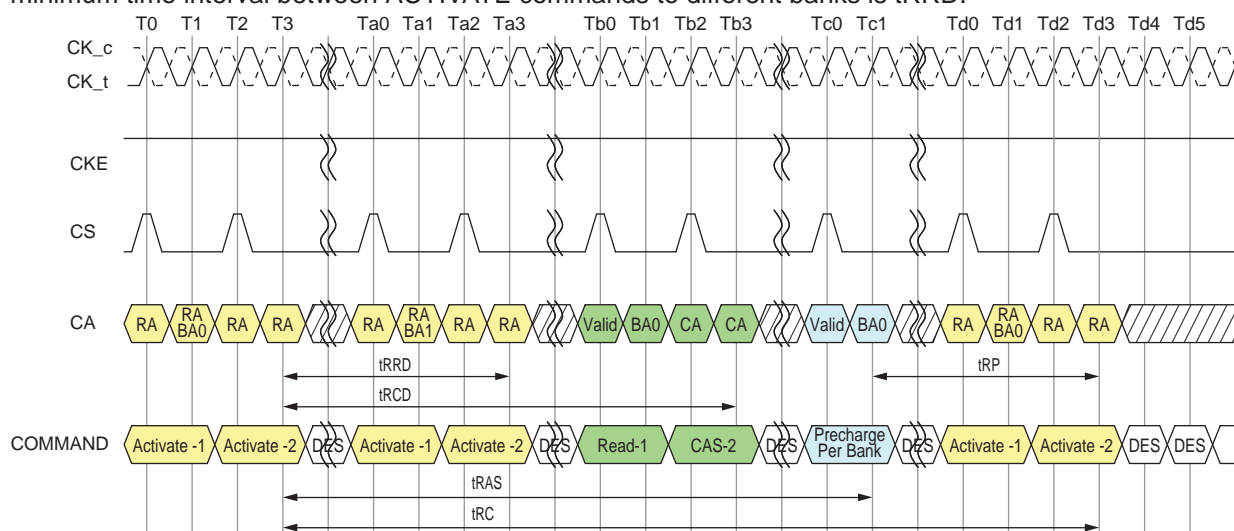 minimum time interval between ACTIVATE commands to different banks is tRRD.
T0 T1 T2 T3 Ta0 Ta1 Ta2 Ta3 Tb0 Tb1 Tb2 Tb3 Tc0 Tc1 Td0 Td1 Td2 Td3 Td4 Td5
CK_c
CK_t
CKE
CS
CA RA RA BA0 RA RA RA RA BA1 RA RA Valid BA0 CA CA Valid BA0 RA RA BA0 RA RA
tRRD tRP
tRCD
COMMAND Activate -1 Activate -2 DES Activate -1 Activate -2 DES Read-1 CAS-2 DES Precharge Per Bank DES Activate -1 Activate -2 DES DES
tRAS
tRC